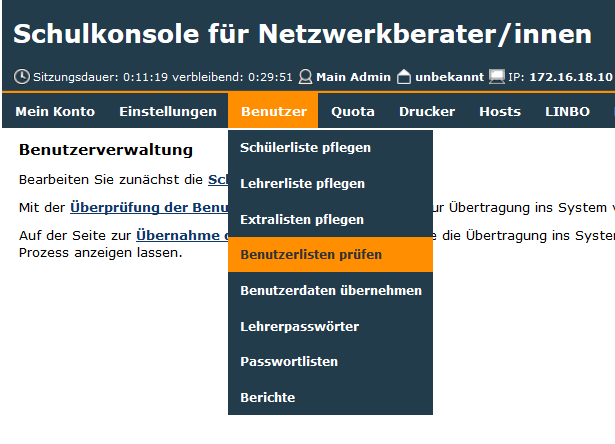 Schulkonsole für Netzwerkberater/innen
Sitzungsdauer: 0:11:19 verbleibend: 0:29:51 Main Admin unbekannt IP: 172.16.18.10
Mein Konto Einstellungen Benutzer Quota Drucker Hosts LINBO
Benutzerverwaltung
Bearbeiten Sie zunächst die
Mit der Überprüfung der ur Übertragung ins System
Auf der Seite zur Übernahme e die Übertragung ins
Prozess anzeigen lassen.
Schülerliste pflegen
Lehrerliste pflegen
Extralisten pflegen
Benutzerlisten prüfen
Benutzerdaten übernehmen
Lehrerpasswörter
Passwortlisten
Berichte